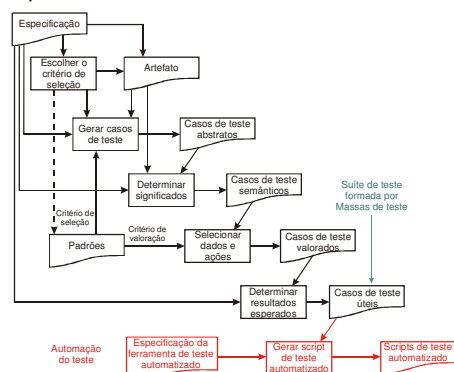 Especificação
Escolher o
critério de
seleção
Artefato
Gerar casos
de teste
Casos de teste
abstratos
Determinar
significados
Casos de teste
semânticos
Suíte de teste
formada por
Massas de teste
Critério de
seleção
Padrões
Critério de
valoração
Selecionar
dados e
ações
Casos de teste
valorados
Determinar
resultados
esperados
Casos de teste
úteis
Automação
do teste
Especificação da
ferramenta de teste
automatizado
Gerar script
de teste
automatizado
Scripts de teste
automatizado